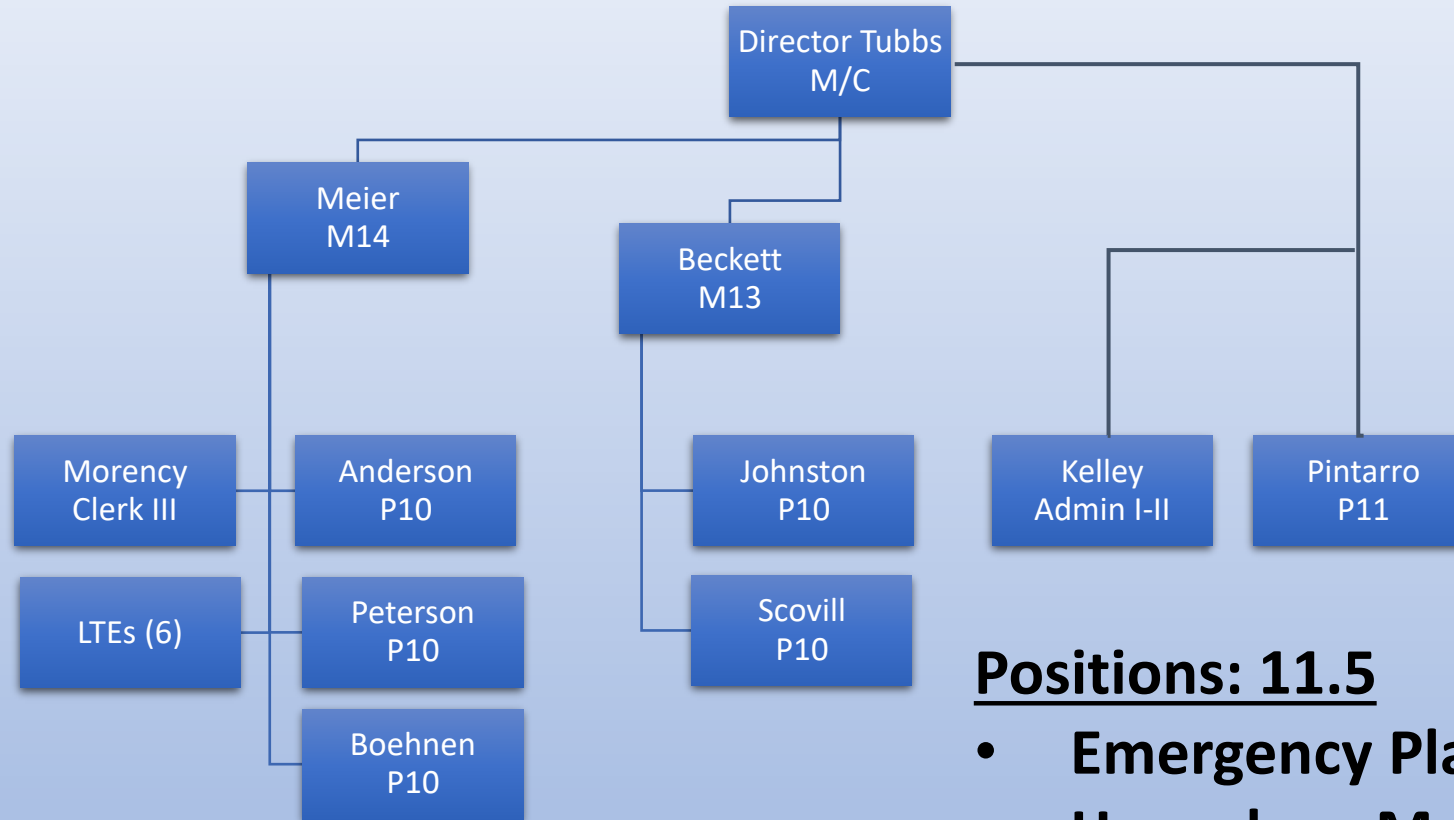 Director Tubbs
M/C
Meier
M14
Beckett
M13
Morency
Clerk III
Anderson
P10
Johnston
P10
Kelley
Admin I-II
Pintarro
P11
LTEs (6)
Peterson
P10
Scovill
P10
Boehnen
P10
Positions: 11.5
• Emergency